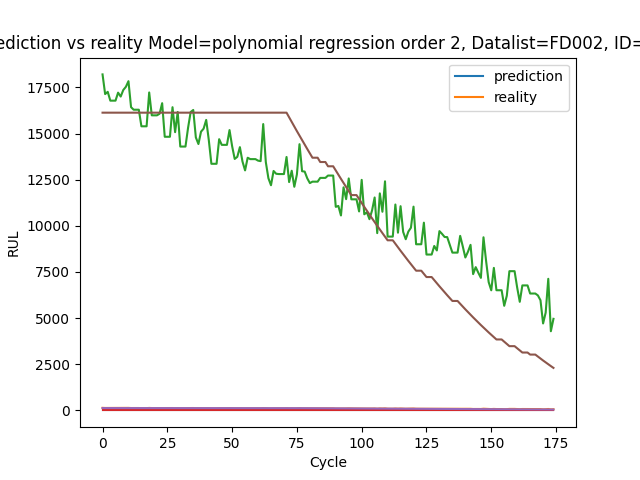 ediction vs reality Model=polynomial regression order 2, Datalist=FD002, ID=
prediction
reality
RUL
17500
15000
12500
10000
7500
5000
2500
0
0 25 50 75 100 125 150 175
Cycle